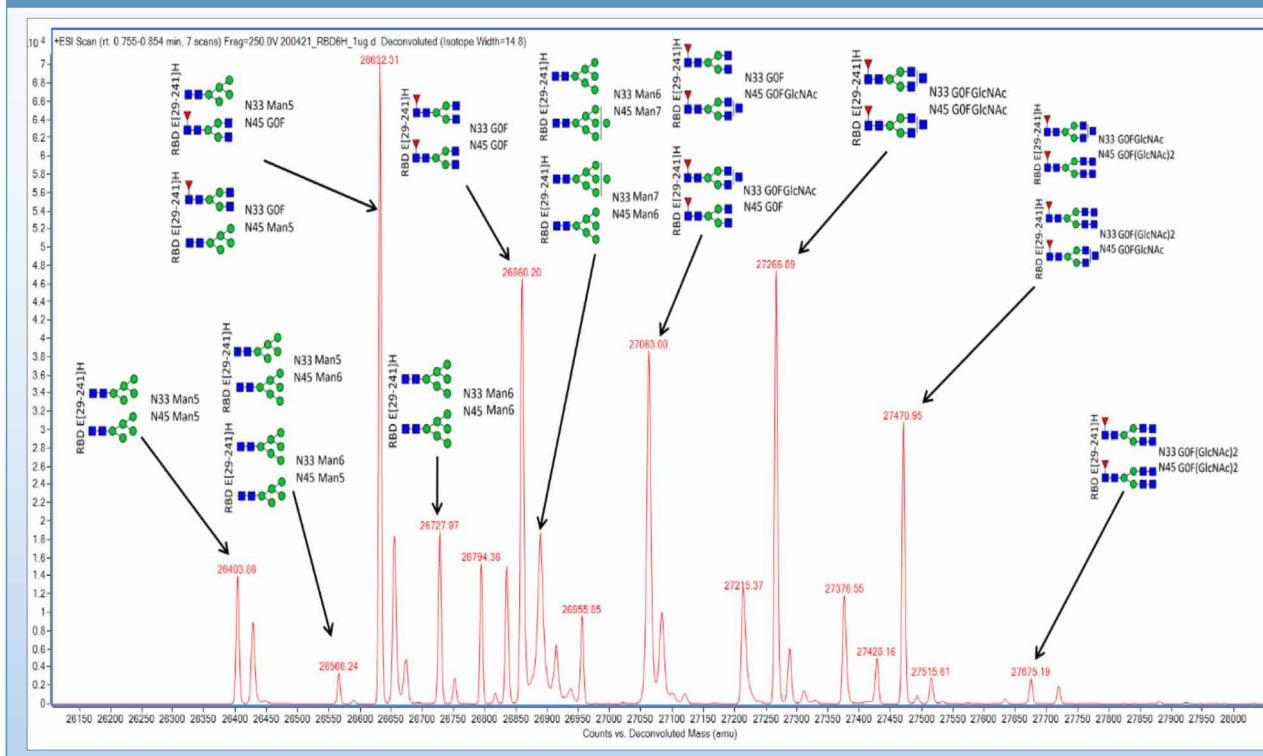 +ESI Scan (rt: 0.755-0.854 min, 7 scans) Frag=250.0V 200421_RBD6H_1ug.d Deconvoluted (Isotope Width=14.8)
x10 4
7
6.8
6.6
6.4
6.2
6
5.8
5.6
5.4
5.2
5
4.8
4.6
4.4
4.2
4
3.8
3.6
3.4
3.2
3
2.8
2.6
2.4
2.2
2
1.8
1.6
1.4
1.2
1
0.8
0.6
0.4
0.2
0
RBD E[29-241]H
N33 Man5
N45 G0F
RBD E[29-241]H
N33 G0F
N45 Man5
RBD E[29-241]H
N33 G0F
N45 G0F
RBD E[29-241]H
N33 Man6
N45 Man7
RBD E[29-241]H
N33 Man7
N45 Man6
RBD E[29-241]H
N33 G0F
N45 G0FGlcNAc
RBD E[29-241]H
N33 G0FGlcNAc
N45 G0F
RBD E[29-241]H
N33 G0FGlcNAc
N45 G0FGlcNAc
RBD E[29-241]H
N33 G0FGlcNAc
N45 G0F(GlcNAc)2
RBD E[29-241]H
N33 G0F(GlcNAc)2
N45 G0FGlcNAc
RBD E[29-241]H
N33 Man5
N45 Man5
RBD E[29-241]H
N33 Man5
N45 Man6
RBD E[29-241]H
N33 Man6
N45 Man5
RBD E[29-241]H
N33 Man6
N45 Man6
RBD E[29-241]H
N33 G0F(GlcNAc)2
N45 G0F(GlcNAc)2
26403.86
26566.24
26632.31
26727.97
26794.36
26860.20
26955.85
27063.00
27215.37
27266.89
27376.55
27428.16
27470.95
27515.61
27675.19
26150 26200 26250 26300 26350 26400 26450 26500 26550 26600 26650 26700 26750 26800 26850 26900 26950 27000 27050 27100 27150 27200 27250 27300 27350 27400 27450 27500 27550 27600 27650 27700 27750 27800 27850 27900 27950 28000
Counts vs. Deconvoluted Mass (amu)